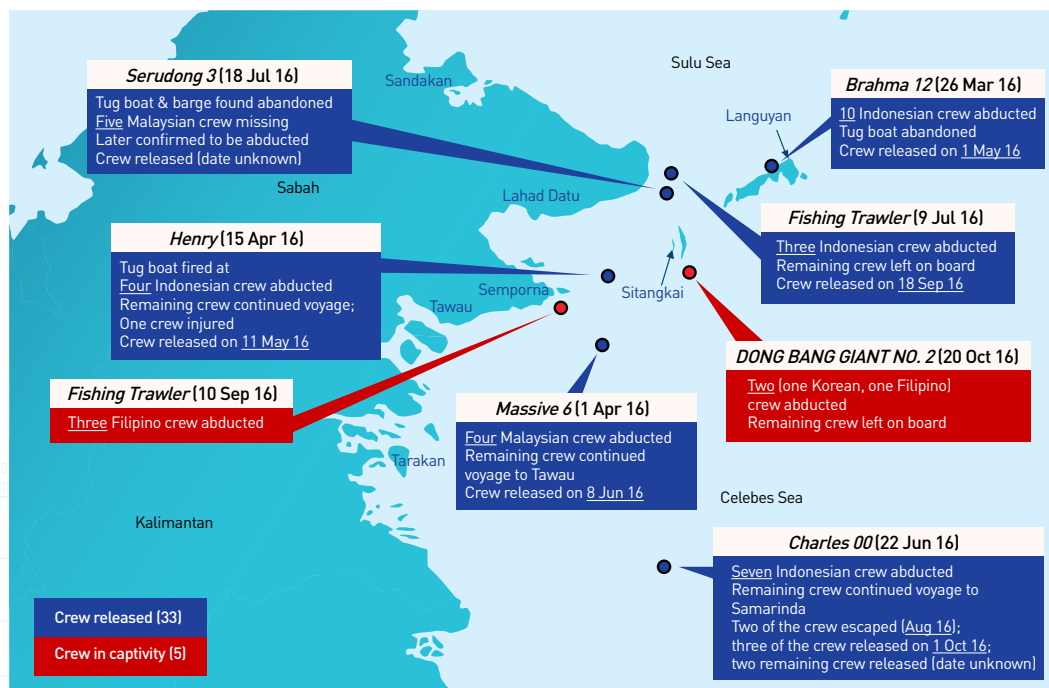 Serudong 3 (18 Jul 16)
Tug boat & barge found abandoned
Five Malaysian crew missing
Later confirmed to be abducted
Crew released (date unknown)
Sandakan
Sulu Sea
Brahma 12 (26 Mar 16)
10 Indonesian crew abducted
Tug boat abandoned
Crew released on 1 May 16
Languyan
Sabah
Lahad Datu
Fishing Trawler (9 Jul 16)
Three Indonesian crew abducted
Remaining crew left on board
Crew released on 18 Sep 16
Henry (15 Apr 16)
Tug boat fired at
Four Indonesian crew abducted
Remaining crew continued voyage;
One crew injured
Crew released on 11 May 16
Semporna
Sitangkai
Tawau
DONG BANG GIANT NO. 2 (20 Oct 16)
Two (one Korean, one Filipino)
crew abducted
Remaining crew left on board
Fishing Trawler (10 Sep 16)
Three Filipino crew abducted
Massive 6 (1 Apr 16)
Four Malaysian crew abducted
Remaining crew continued
voyage to Tawau
Crew released on 8 Jun 16
Tarakan
Celebes Sea
Kalimantan
Charles 00 (22 Jun 16)
Seven Indonesian crew abducted
Remaining crew continued voyage to
Samarinda
Two of the crew escaped (Aug 16);
three of the crew released on 1 Oct 16;
two remaining crew released (date unknown)
Crew released (33)
Crew in captivity (5)